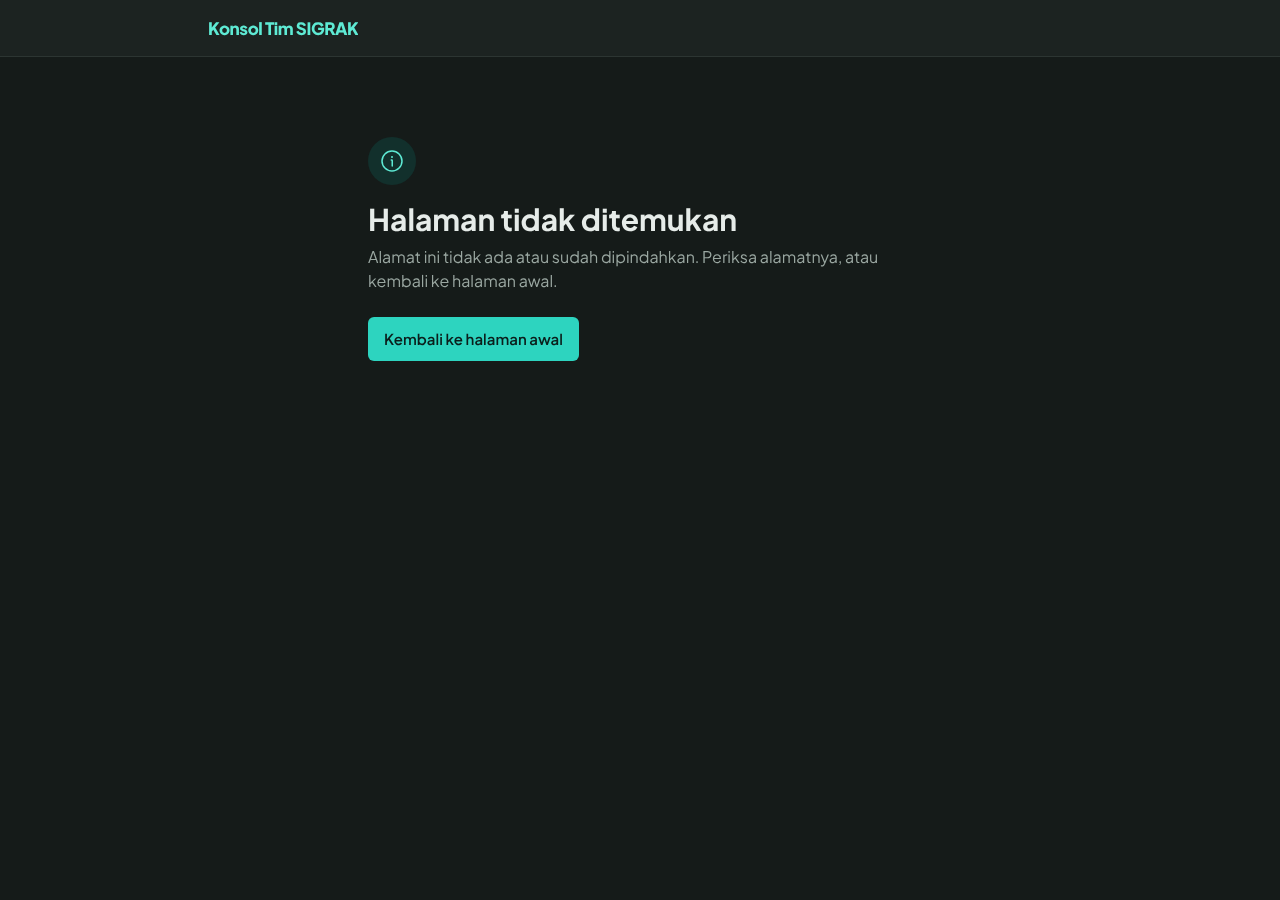 Konsol Tim SIGRAK
Halaman tidak ditemukan
Alamat ini tidak ada atau sudah dipindahkan. Periksa alamatnya, atau
kembali ke halaman awal.
Kembali ke halaman awal